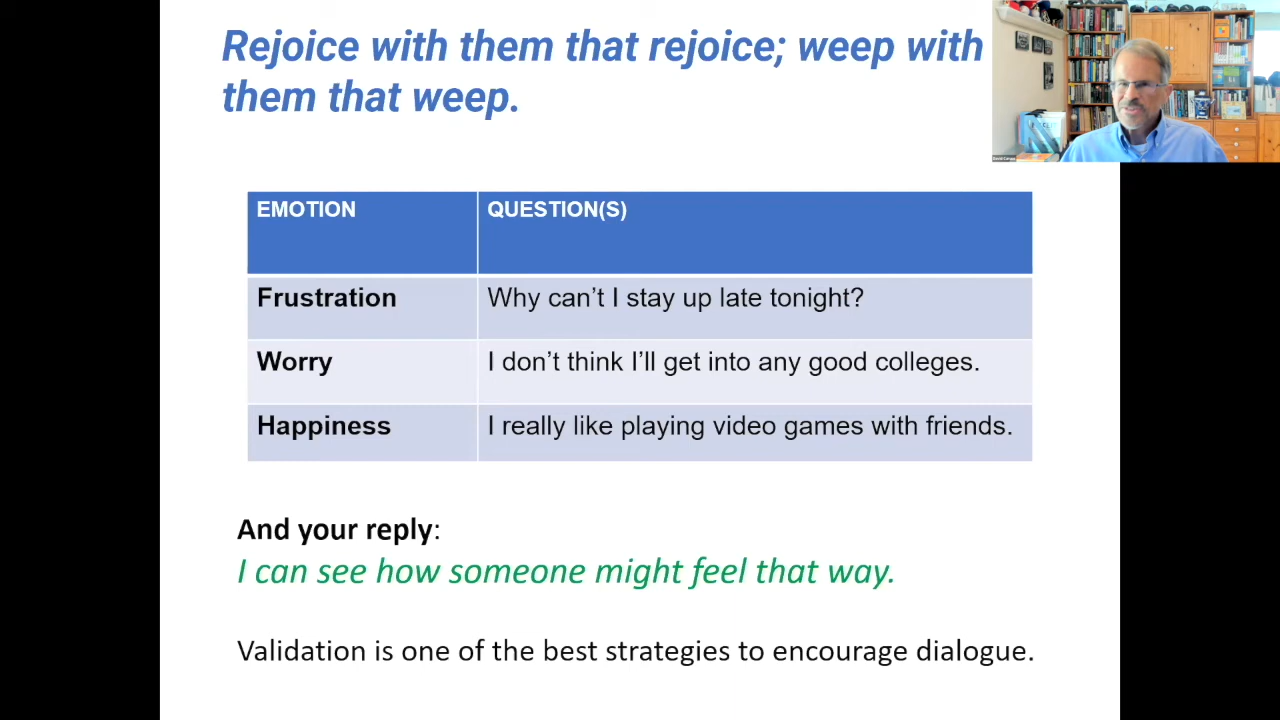 Rejoice with them that rejoice; weep with
them that weep.
EMOTION
QUESTION(S)
Frustration
Why can’t I stay up late tonight?
Worry
I don’t think I’ll get into any good colleges.
Happiness
I really like playing video games with friends.
And your reply:
I can see how someone might feel that way.
Validation is one of the best strategies to encourage dialogue.